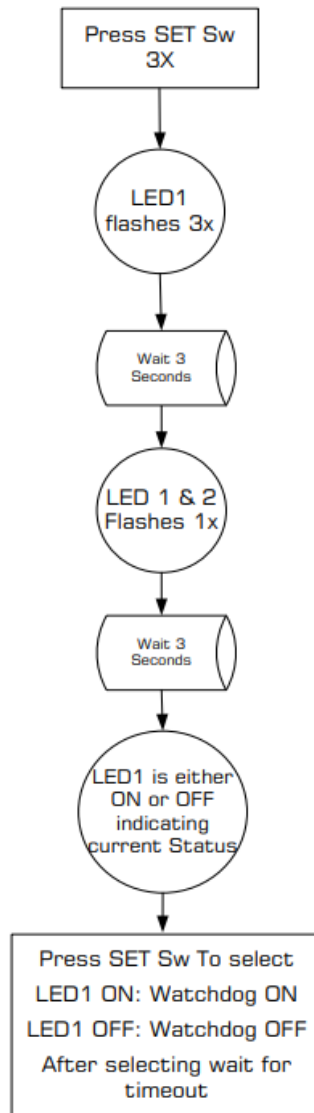 Press SET Sw
3X
LED1
flashes 3x
Wait 3
Seconds
LED 1 & 2
Flashes 1x
Wait 3
Seconds
LED1 is either
ON or OFF
indicating
current Status
Press SET Sw To select
LED1 ON: Watchdog ON
LED1 OFF: Watchdog OFF
After selecting wait for
timeout